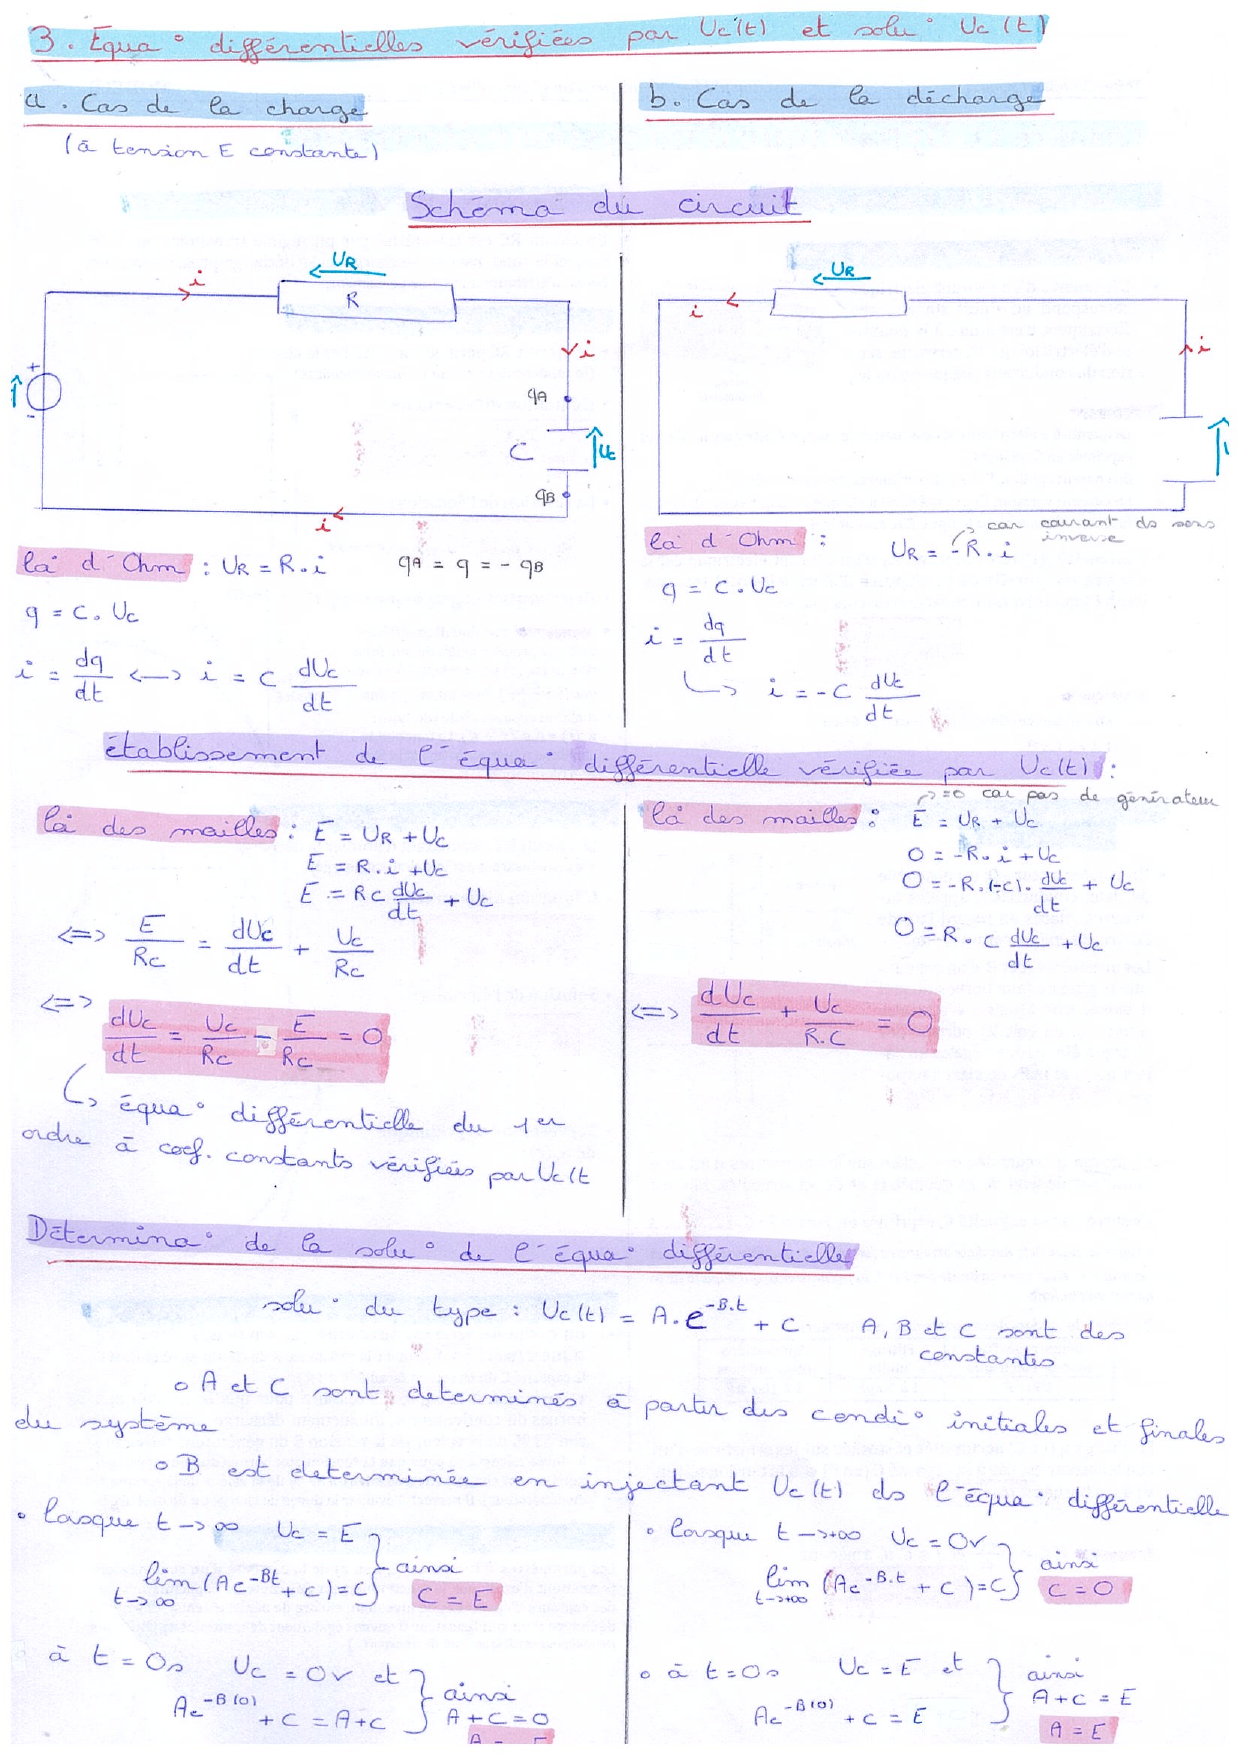 3. Équa° différentielles vérifiées par Uc(t) et solu° Uc(t)
a. Cas de la charge
(à tension E constante)
b. Cas de la décharge
Schéma du circuit
UR
i
R
i
+
-
qA
C
Uc
qB
i
UR
i
i
loi d'Ohm : UR = R.i
qA = q = - qB
q = C. Uc
i = dq/dt <—> i = C dUc/dt
loi d'Ohm : UR = -R.i
car courant ds sens
inverse
q = C. Uc
i = dq/dt
↳ i = -C dUc/dt
établissement de l'équa° différentielle vérifiée par Uc(t) :
loi des mailles : E = UR + Uc
E = R.i + Uc
E = RC dUc/dt + Uc
<=> E/RC = dUc/dt + Uc/RC
<=> dUc/dt = Uc/RC - E/RC = 0
↳ équa° différentielle du 1er
ordre à coef. constants vérifiées par Uc(t
=0 car pas de générateur
loi des mailles : E = UR + Uc
0 = -R.i + Uc
0 = -R.(-C). dUc/dt + Uc
0 = R. C dUc/dt + Uc
<=> dUc/dt + Uc/R.C = 0
Détermina° de la solu° de l'équa° différentielle
solu° du type : Uc(t) = A.e^-B.t + C A, B et C sont des
constantes
o A et C sont determinés à partir des condi° initiales et finales
du système
o B est determinée en injectant Uc(t) ds l'équa° différentielle
• lorsque t -> ∞ Uc = E } ainsi
lim t->∞ (Ae^-Bt + C) = C } C = E
à t = 0s Uc = 0V et } ainsi
Ae^-B(0) + C = A+C } A + C = 0
• lorsque t -> +∞ Uc = 0V } ainsi
lim t->+∞ (Ae^-B.t + C) = C } C = 0
o à t = 0s Uc = E et } ainsi
Ae^-B(0) + C = E } A + C = E
A = E